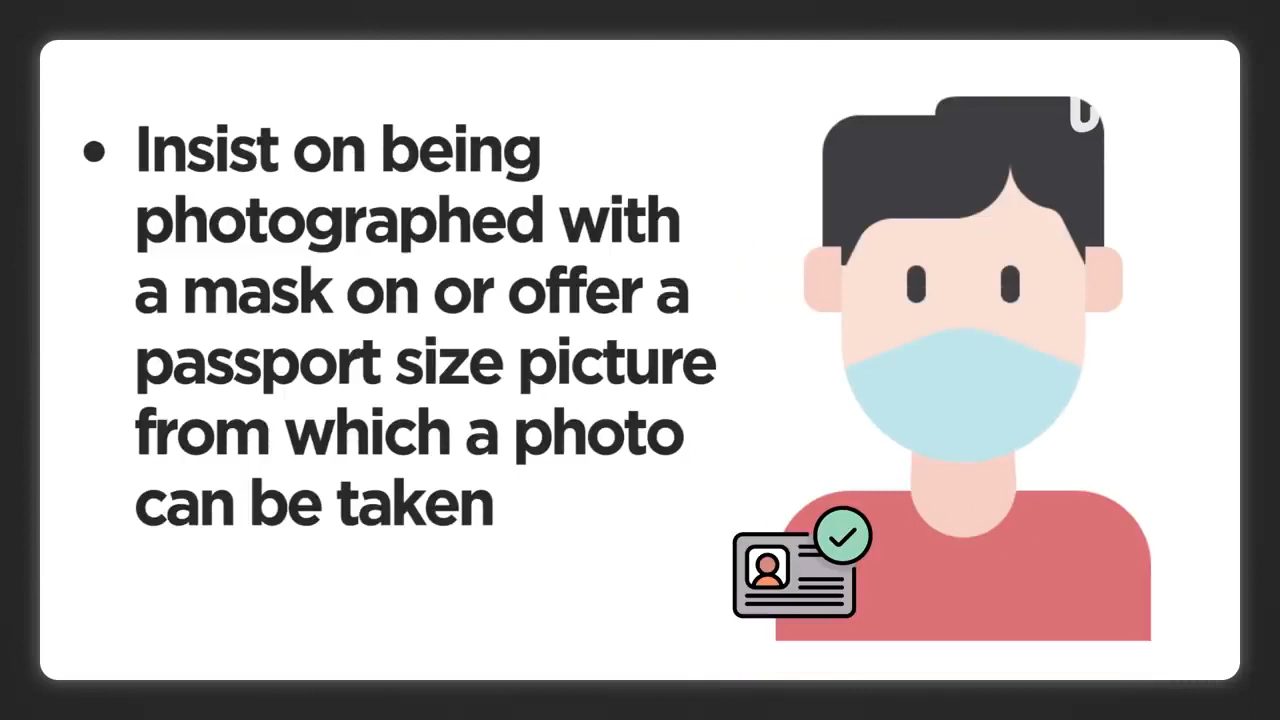 • Insist on being
photographed with
a mask on or offer a
passport size picture
from which a photo
can be taken